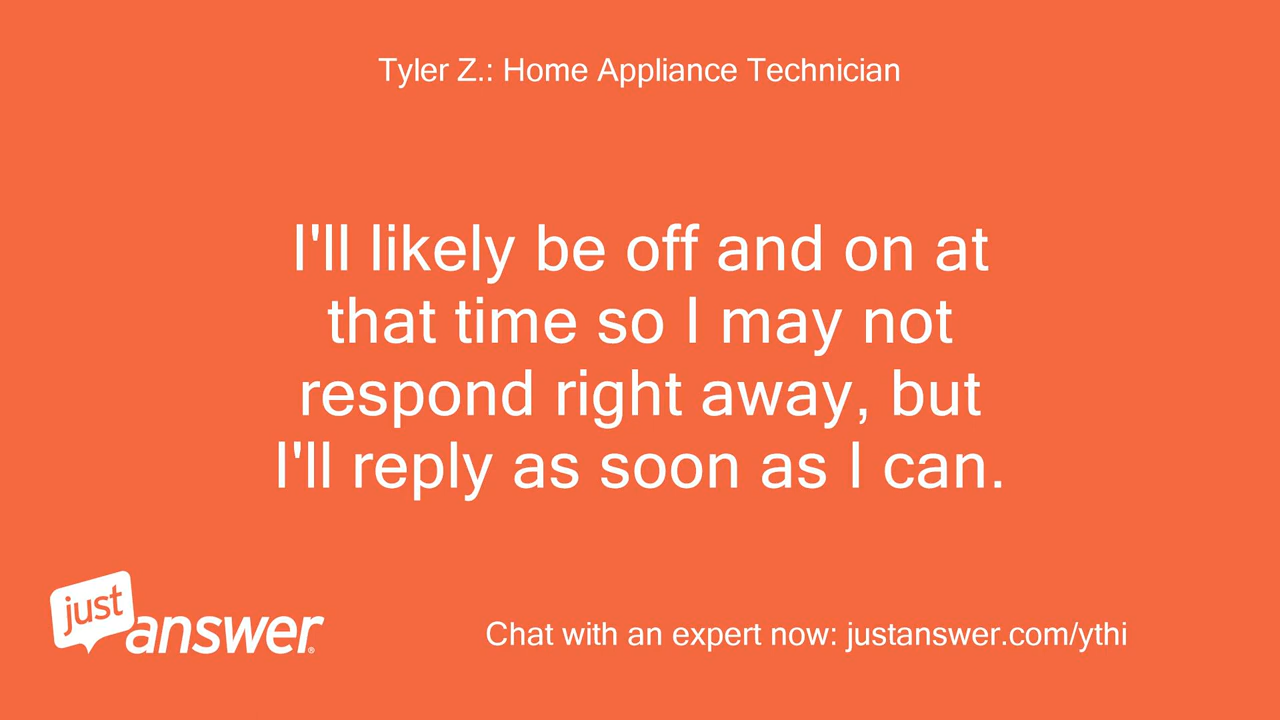 Tyler Z.: Home Appliance Technician
I'll likely be off and on at
that time so I may not
respond right away, but
I'll reply as soon as I can.
just
answer®
Chat with an expert now: justanswer.com/ythi